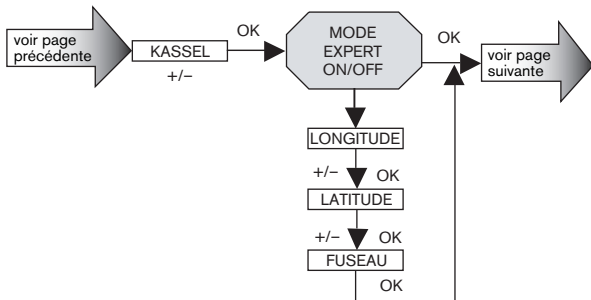 voir page
précédente
KASSEL
+/–
OK
MODE
EXPERT
ON/OFF
OK
voir page
suivante
LONGITUDE
+/–
OK
LATITUDE
+/–
OK
FUSEAU
OK